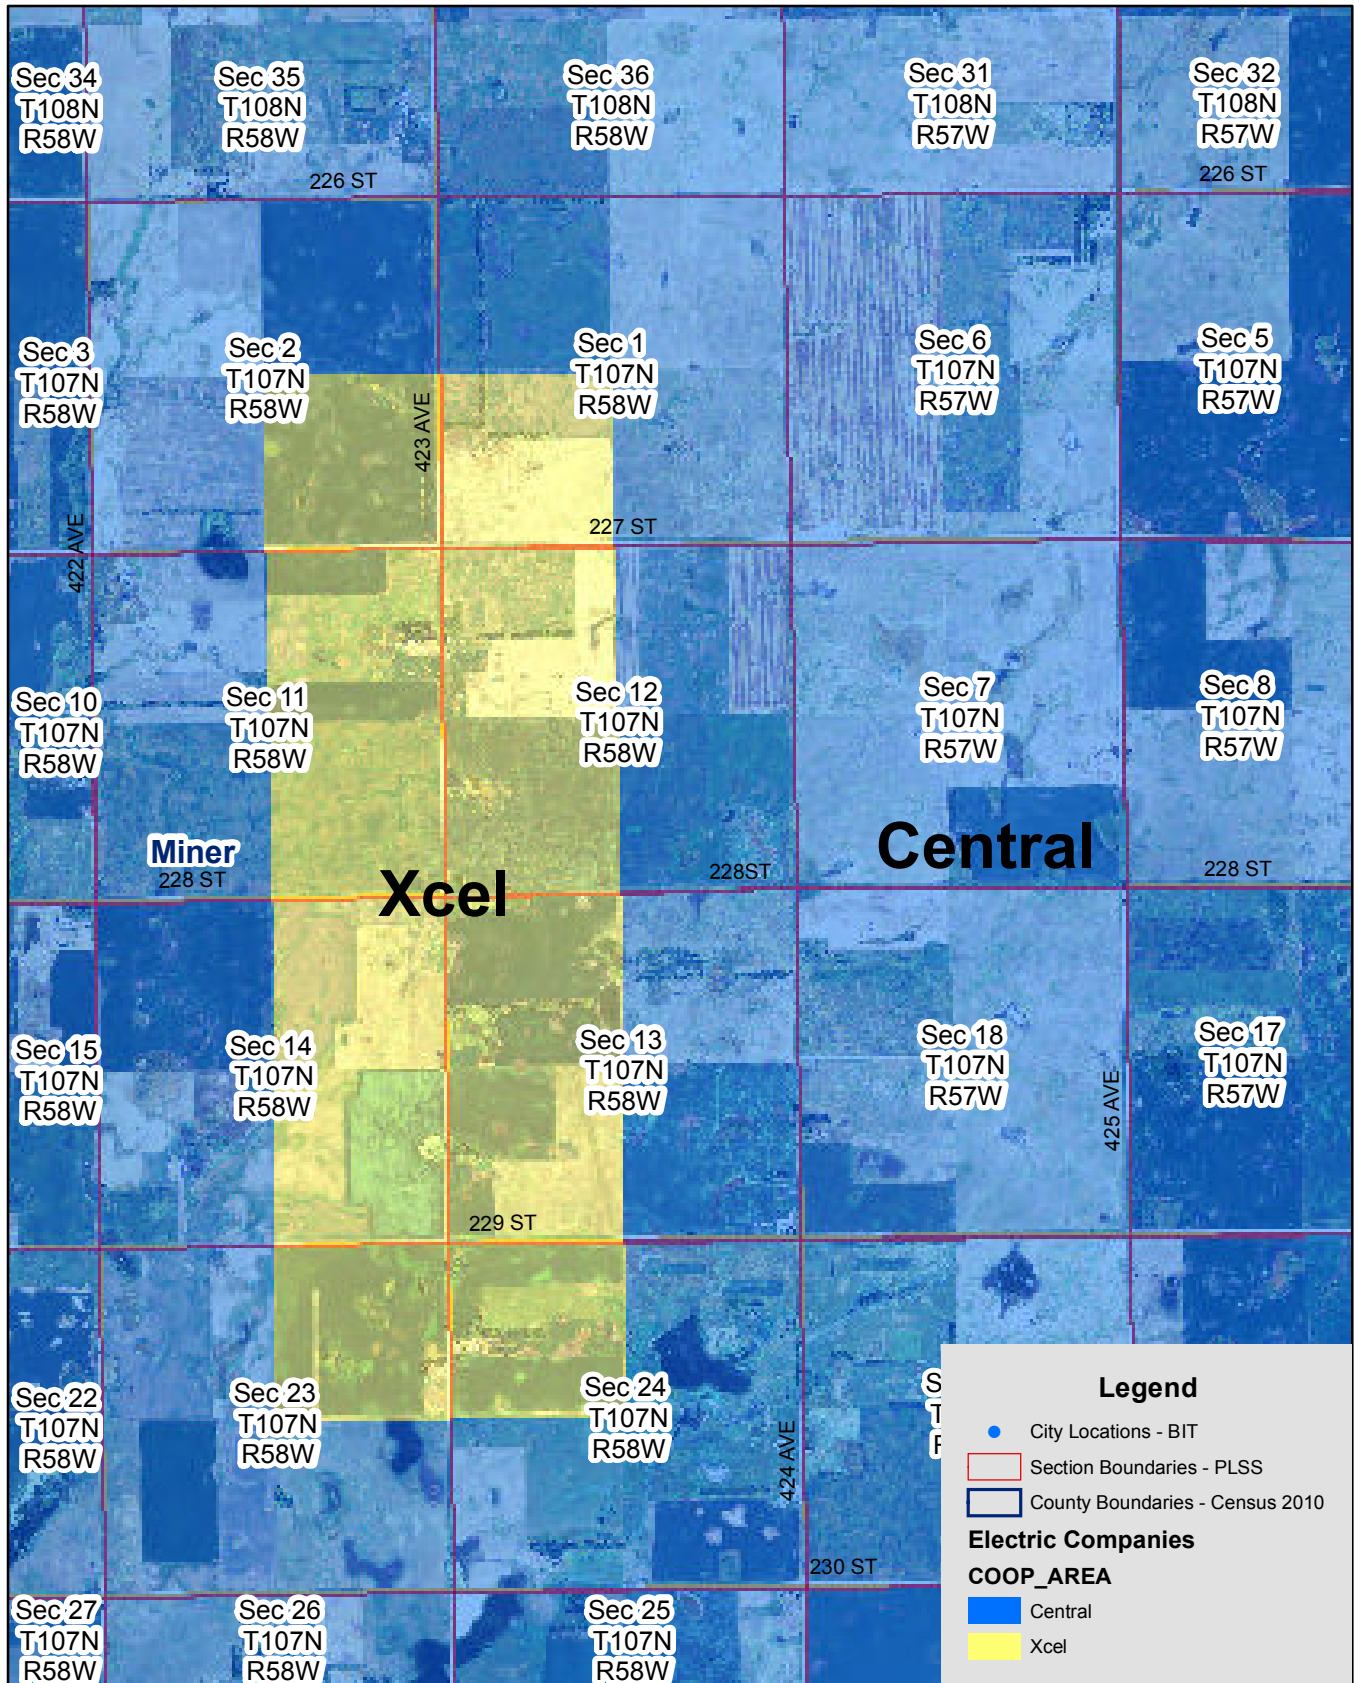 Sec 34
T108N
R58W
Sec 35
T108N
R58W
Sec 36
T108N
R58W
Sec 31
T108N
R57W
Sec 32
T108N
R57W
226 ST
226 ST
Sec 3
T107N
R58W
Sec 2
T107N
R58W
Sec 1
T107N
R58W
Sec 6
T107N
R57W
Sec 5
T107N
R57W
423 AVE
422 AVE
227 ST
Sec 10
T107N
R58W
Sec 11
T107N
R58W
Sec 12
T107N
R58W
Sec 7
T107N
R57W
Sec 8
T107N
R57W
Miner
228 ST
Xcel
228ST
Central
228 ST
Sec 15
T107N
R58W
Sec 14
T107N
R58W
Sec 13
T107N
R58W
Sec 18
T107N
R57W
Sec 17
T107N
R57W
425 AVE
229 ST
Sec 22
T107N
R58W
Sec 23
T107N
R58W
Sec 24
T107N
R58W
424 AVE
230 ST
Sec 27
T107N
R58W
Sec 26
T107N
R58W
Sec 25
T107N
R58W
Legend
City Locations - BIT
Section Boundaries - PLSS
County Boundaries - Census 2010
Electric Companies
COOP_AREA
Central
Xcel